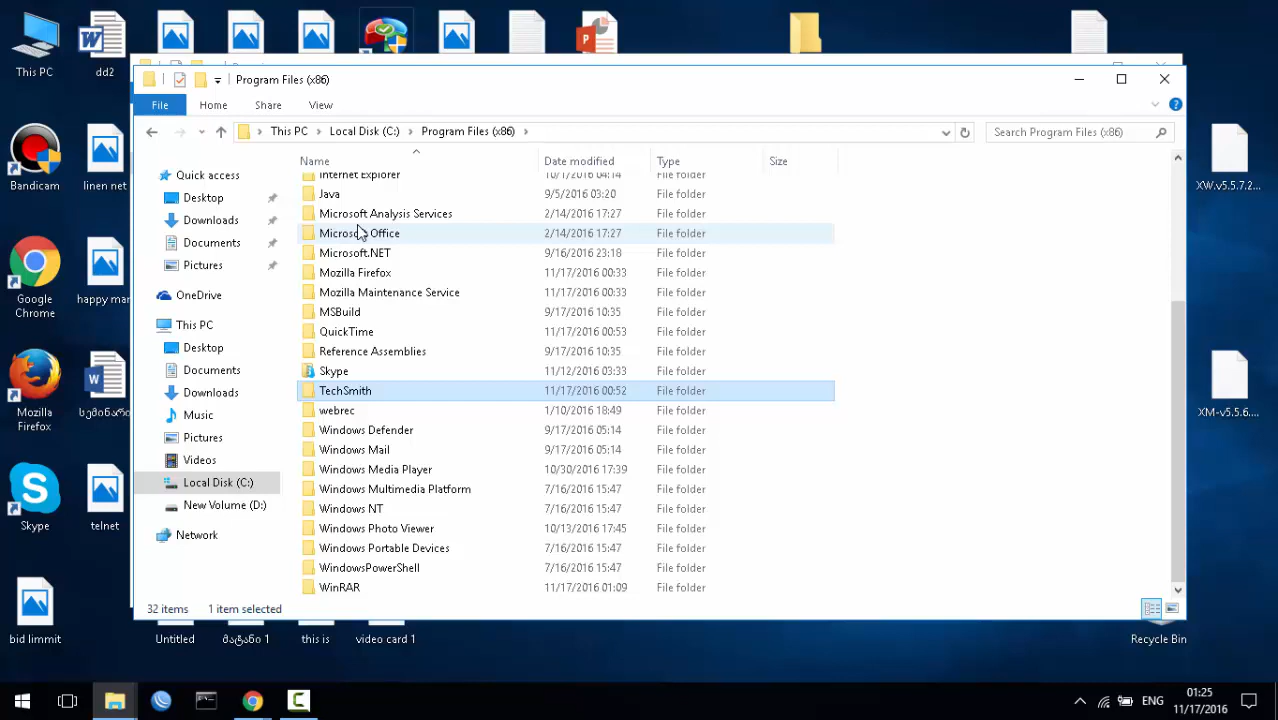 This PC
dd2
Bandicam
linen net
Google
Chrome
happy mar
Mozilla
Firefox
სემინარი
Skype
telnet
bid limmit
Untitled
this is
video card 1
XW.v5.5.7.2...
XM-v5.5.6....
Recycle Bin
Program Files (x86)
File
Home
Share
View
This PC
Local Disk (C:)
Program Files (x86)
Search Program Files (x86)
Name
Date modified
Type
Size
Quick access
Desktop
Downloads
Documents
Pictures
OneDrive
This PC
Desktop
Documents
Downloads
Music
Pictures
Videos
Local Disk (C:)
New Volume (D:)
Network
Internet Explorer 10/1/2016 04:14 File folder
Java 9/5/2016 03:20 File folder
Microsoft Analysis Services 2/14/2016 17:27 File folder
Microsoft Office 2/14/2016 17:27 File folder
Microsoft.NET 9/16/2016 23:18 File folder
Mozilla Firefox 11/17/2016 00:33 File folder
Mozilla Maintenance Service 11/17/2016 00:33 File folder
MSBuild 9/17/2016 10:35 File folder
QuickTime 11/17/2016 00:53 File folder
Reference Assemblies 9/17/2016 10:35 File folder
Skype 11/12/2016 03:33 File folder
TechSmith 11/17/2016 00:52 File folder
webrec 1/10/2016 18:49 File folder
Windows Defender 9/17/2016 05:14 File folder
Windows Mail 9/17/2016 05:14 File folder
Windows Media Player 10/30/2016 17:39 File folder
Windows Multimedia Platform 7/16/2016 15:47 File folder
Windows NT 7/16/2016 15:47 File folder
Windows Photo Viewer 10/13/2016 17:45 File folder
Windows Portable Devices 7/16/2016 15:47 File folder
WindowsPowerShell 7/16/2016 15:47 File folder
WinRAR 11/17/2016 01:09 File folder
32 items
1 item selected
ENG
01:25
11/17/2016